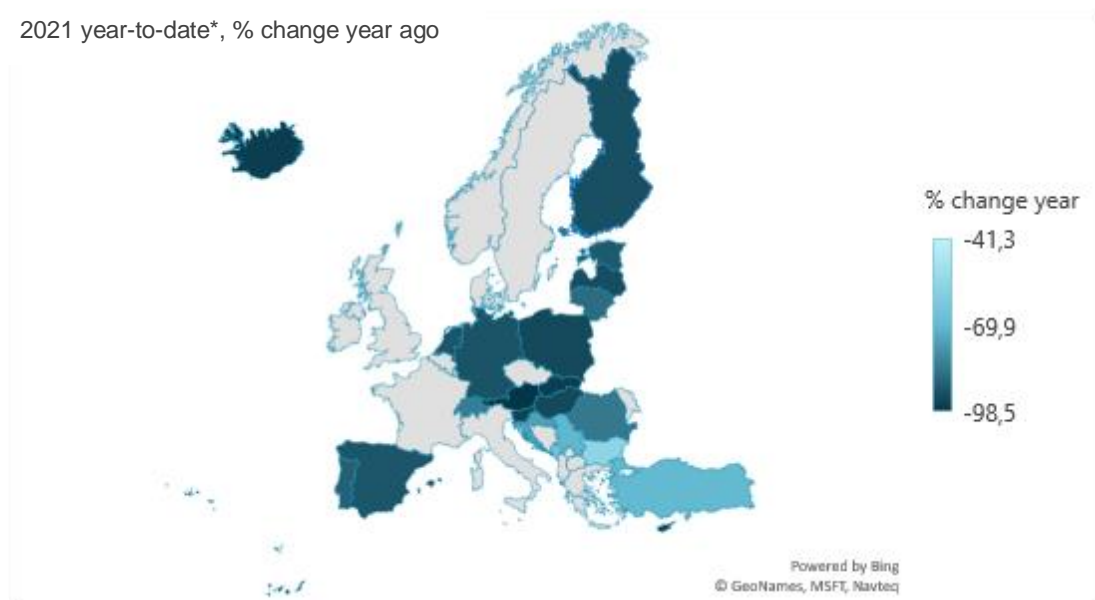 2021 year-to-date*, % change year ago
% change year
-41,3
-69,9
-98,5
Powered by Bing
© GeoNames, MSFT, Navteq